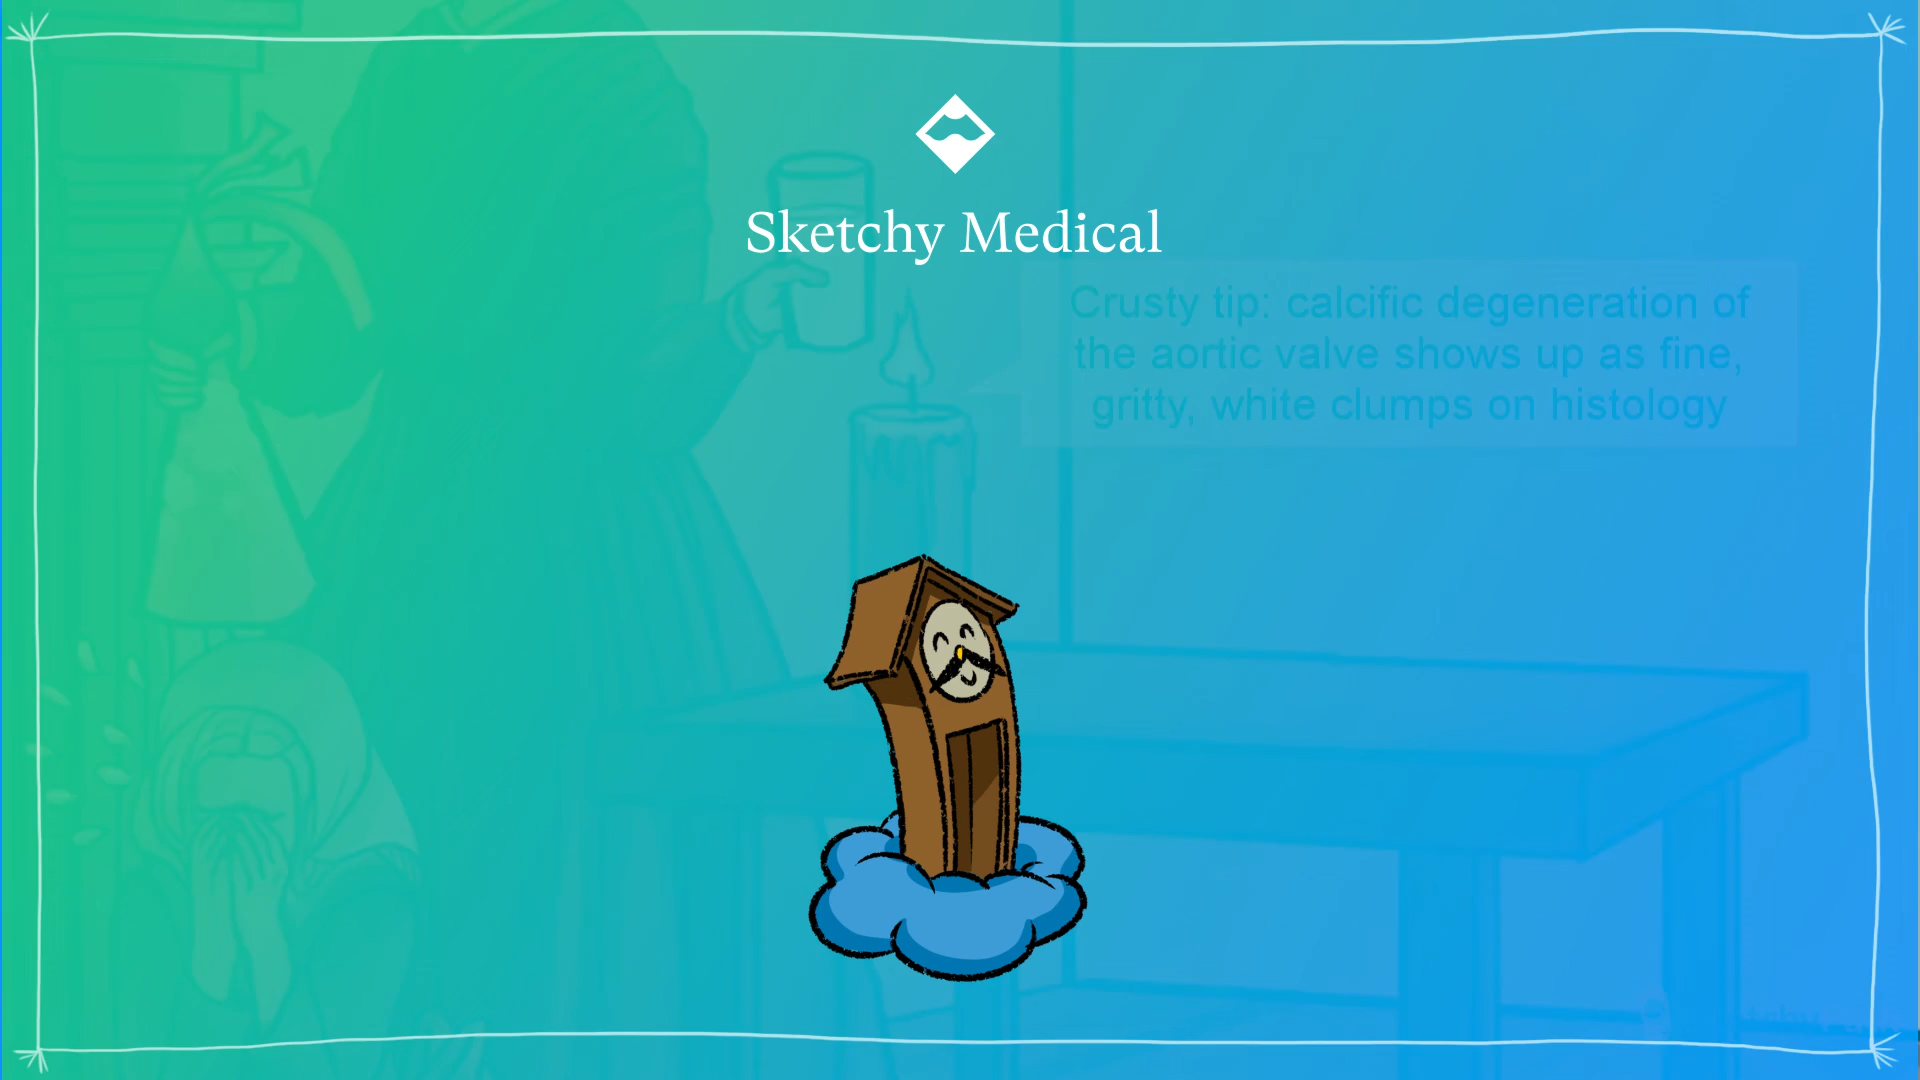 Sketchy Medical
Crusty tip: calcific degeneration of
the aortic valve shows up as fine,
gritty, white clumps on histology